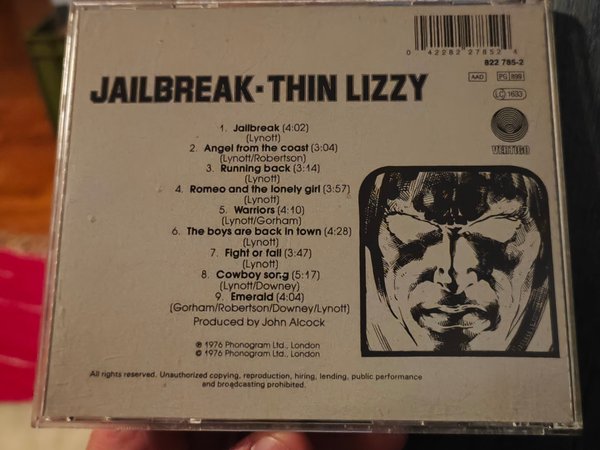 0 42282 27852 4
822 785-2
AAD PG 899
LC 1633
JAILBREAK·THIN LIZZY
VERTIGO
1. Jailbreak (4:02)
(Lynott)
2. Angel from the coast (3:04)
(Lynott/Robertson)
3. Running back (3:14)
(Lynott)
4. Romeo and the lonely girl (3:57)
(Lynott)
5. Warriors (4:10)
(Lynott/Gorham)
6. The boys are back in town (4:28)
(Lynott)
7. Fight or fall (3:47)
(Lynott)
8. Cowboy song (5:17)
(Lynott/Downey)
9. Emerald (4:04)
(Gorham/Robertson/Downey/Lynott)
Produced by John Alcock
℗ 1976 Phonogram Ltd., London
© 1976 Phonogram Ltd., London
All rights reserved. Unauthorized copying, reproduction, hiring, lending, public performance
and broadcasting prohibited.